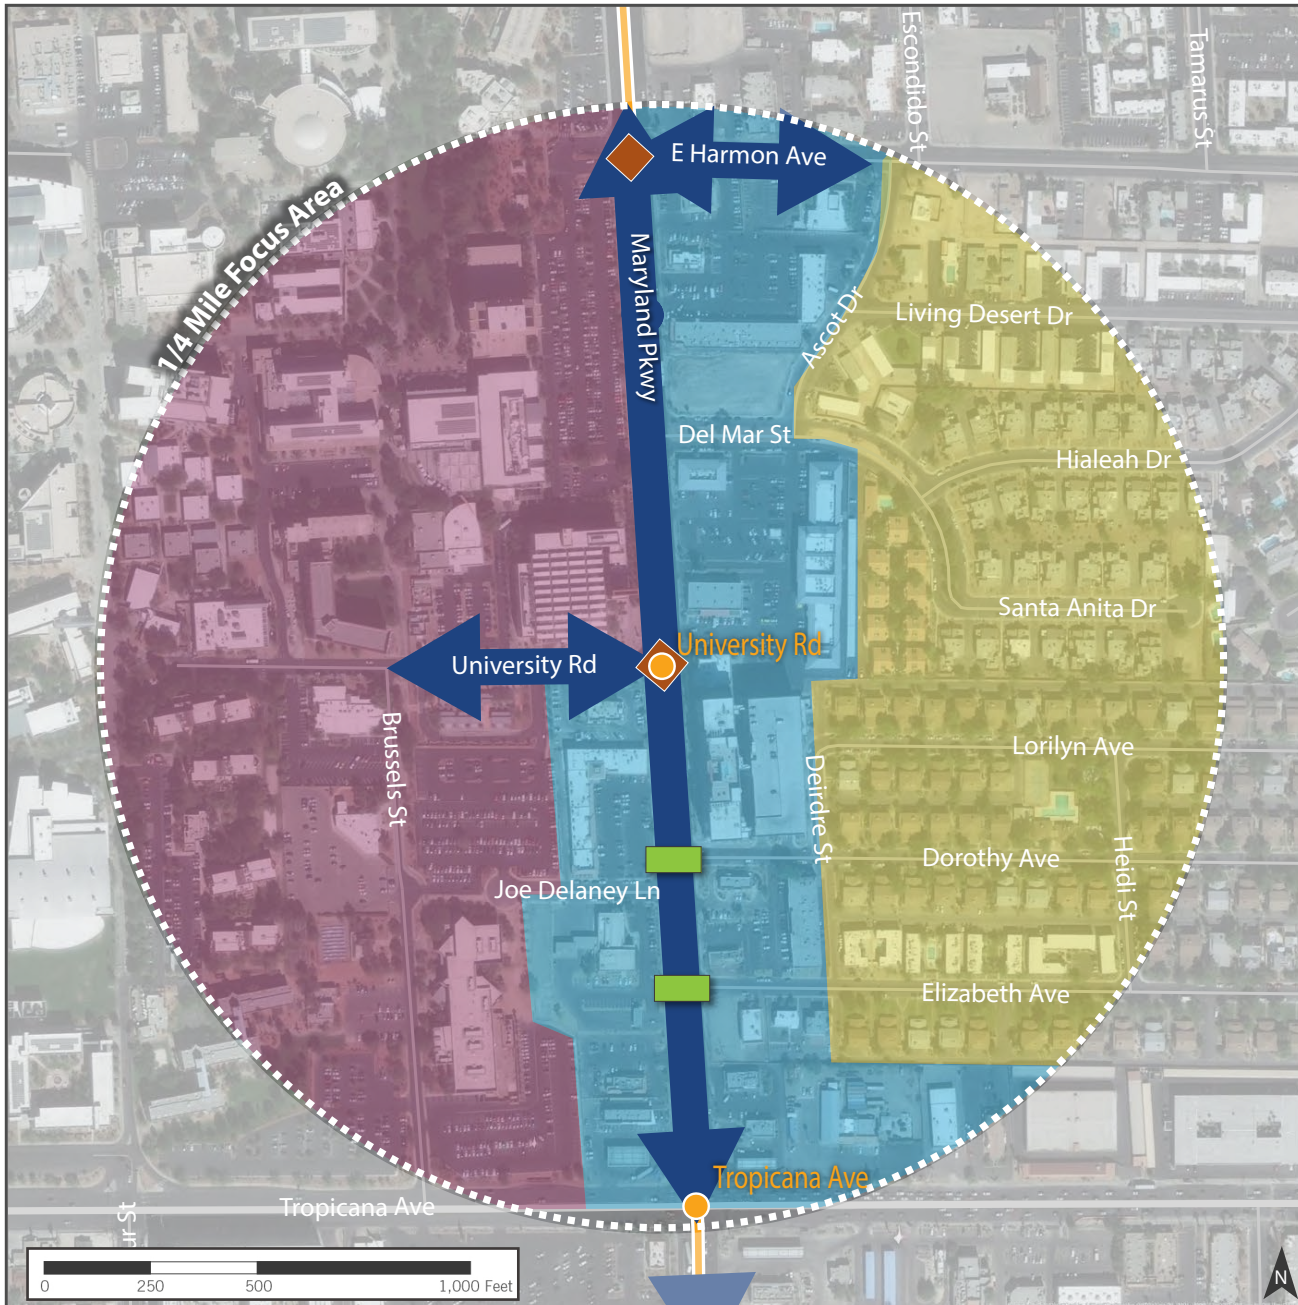 Escondido St
Tamarus St
E Harmon Ave
1/4 Mile Focus Area
Maryland Pkwy
Ascot Dr
Living Desert Dr
Del Mar St
Hialeah Dr
Santa Anita Dr
University Rd
University Rd
Brussels St
Lorilyn Ave
Deirdre St
Dorothy Ave
Heidi St
Joe Delaney Ln
Elizabeth Ave
Tropicana Ave
Tropicana Ave
ur St
0 250 500 1,000 Feet
N